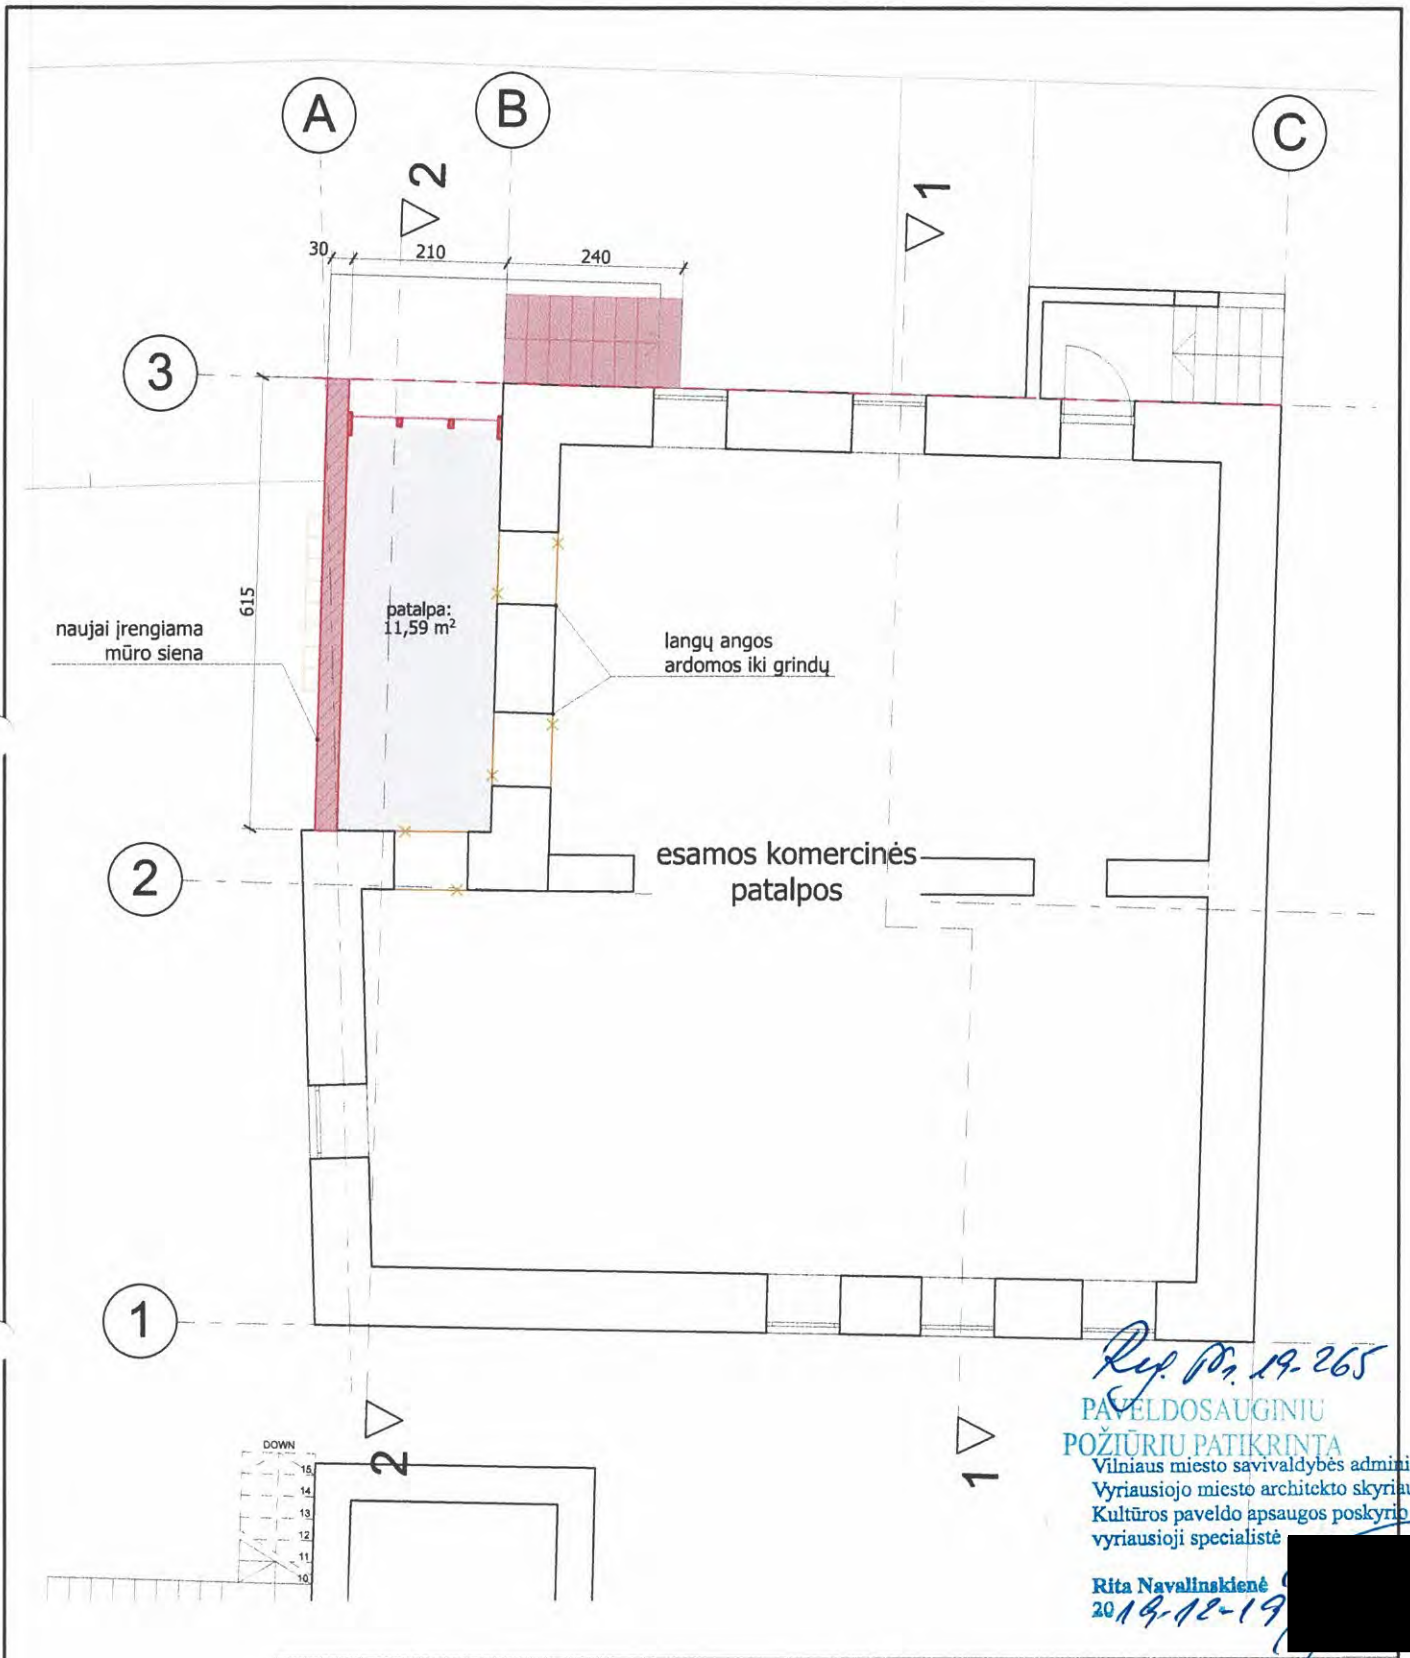 A
B
C
2
1
30
210
240
3
615
patalpa:
11,59 m²
naujai įrengiama
mūro siena
langų angos
ardomos iki grindų
esamos komercinės
patalpos
2
1
2
1
DOWN
15
14
13
12
11
10
Reg. Nr. 19-265
PAVELDOSAUGINIU
POŽIŪRIU PATIKRINTA
Vilniaus miesto savivaldybės admini
Vyriausiojo miesto architekto skyriau
Kultūros paveldo apsaugos poskyrio
vyriausioji specialistė
Rita Navalinskienė
2019-12-19